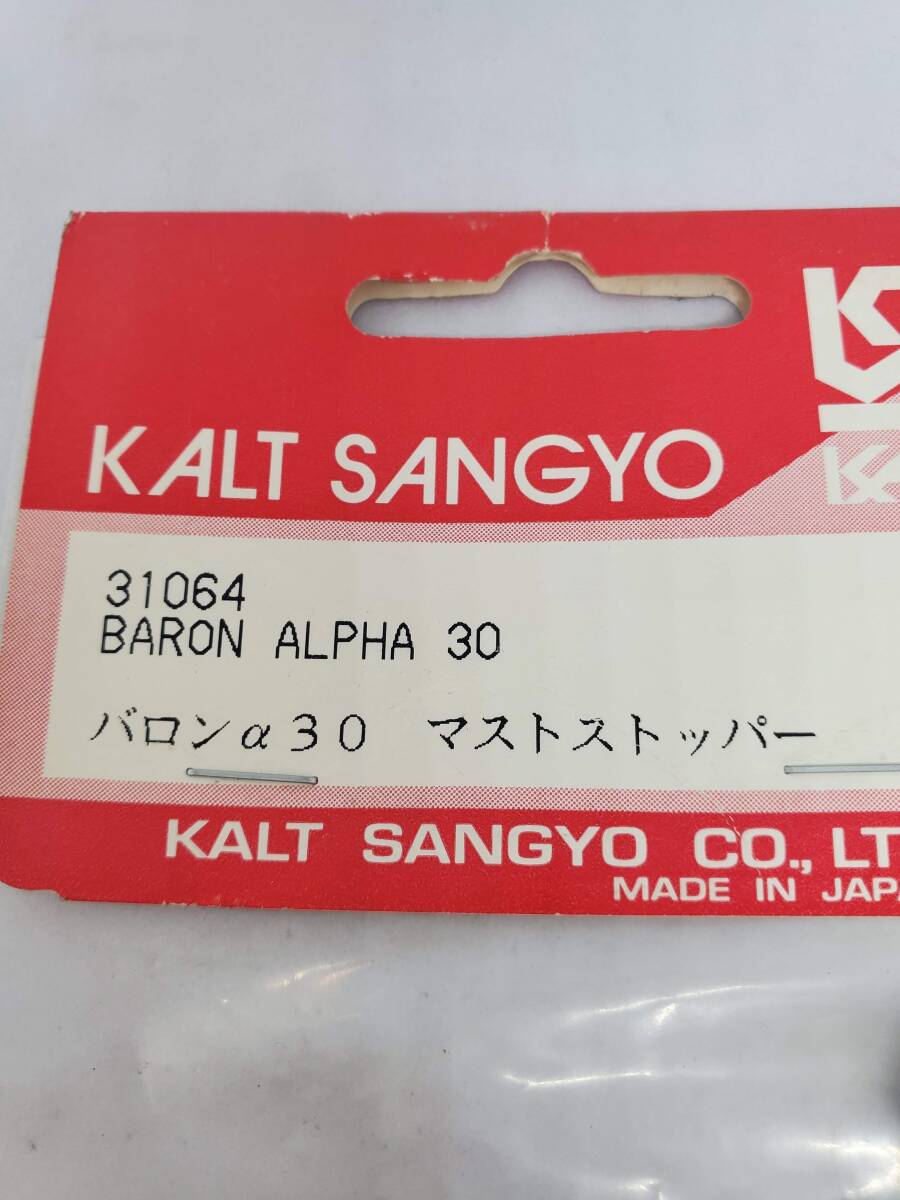 KALT SANGYO
31064
BARON ALPHA 30
バロンα30 マストストッパー
KALT SANGYO CO., LT
MADE IN JAPA